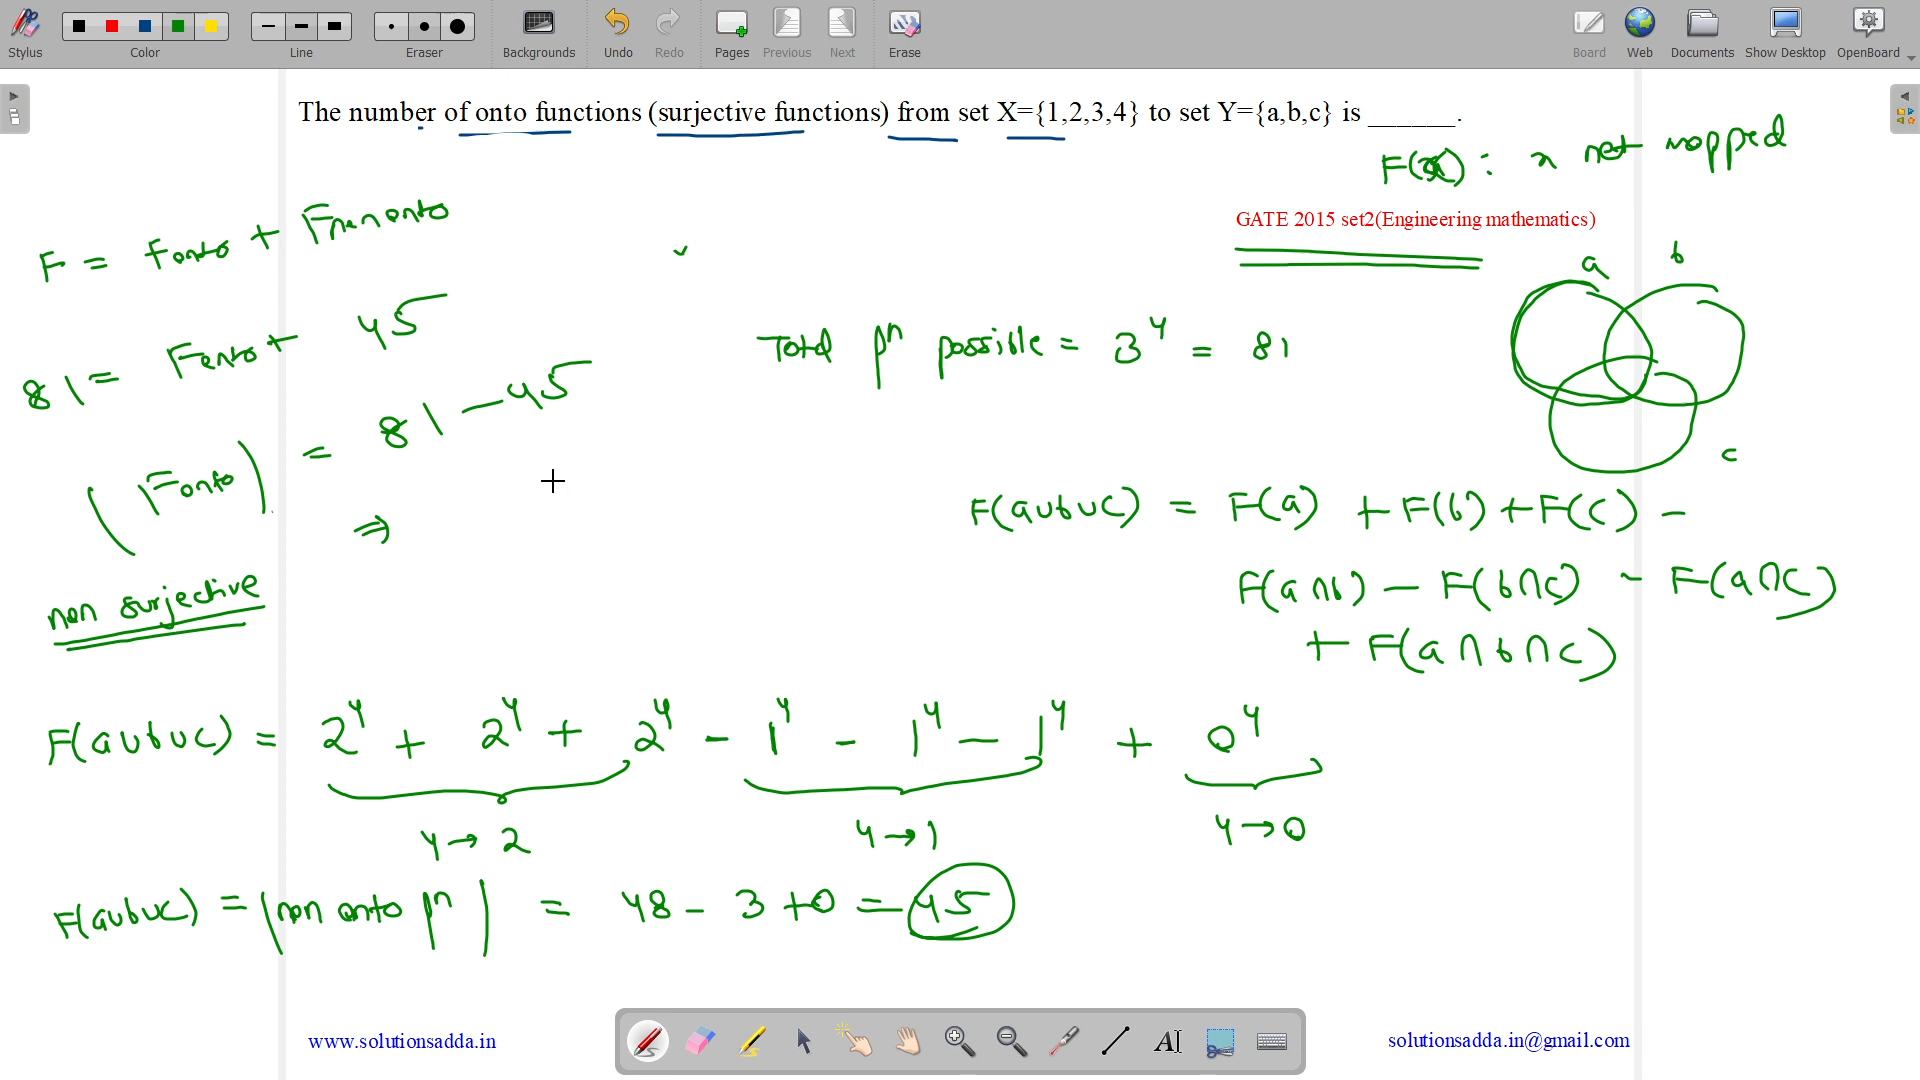 Stylus Color Line Eraser Backgrounds Undo Redo Pages Previous Next Erase Board Web Documents Show Desktop OpenBoard
The number of onto functions (surjective functions) from set X={1,2,3,4} to set Y={a,b,c} is ______.
F(x) : x not mapped
GATE 2015 set2(Engineering mathematics)
F = Fonto + Fnononto
a b
81 = Fonto + 45
Total fn possible = 3^4 = 81
|Fonto| = 81 - 45
c
⇒
F(a∪b∪c) = F(a) + F(b) + F(c) -
F(a∩b) - F(b∩c) - F(a∩c)
non surjective
+ F(a∩b∩c)
F(a∪b∪c) = 2^4 + 2^4 + 2^4 - 1^4 - 1^4 - 1^4 + 0^4
4→2 4→1 4→0
F(a∪b∪c) = |non onto fn| = 48 - 3 + 0 = 45
www.solutionsadda.in
solutionsadda.in@gmail.com